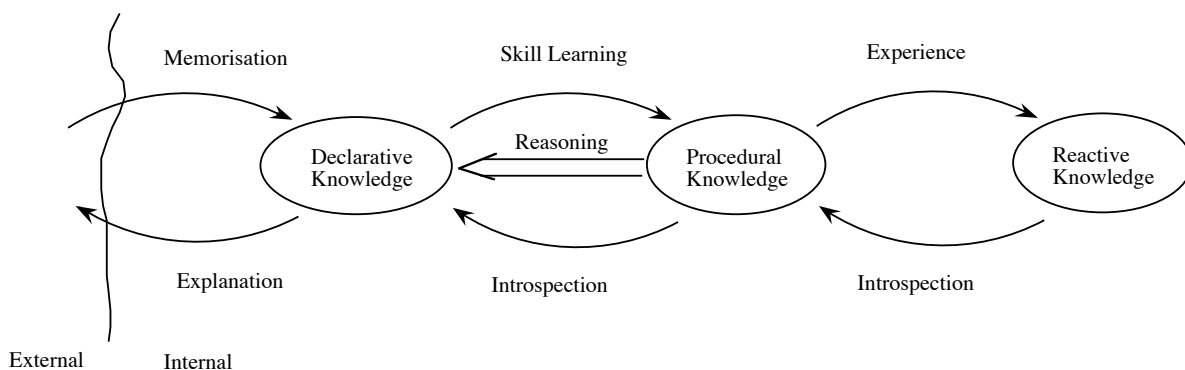 Memorisation
Skill Learning
Experience
Reasoning
Declarative
Knowledge
Procedural
Knowledge
Reactive
Knowledge
Explanation
Introspection
Introspection
External
Internal